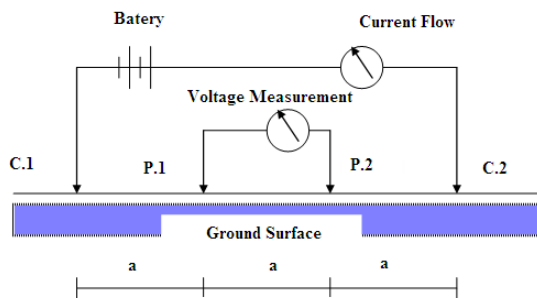 Batery
Current Flow
Voltage Measurement
C.1
P.1
P.2
C.2
Ground Surface
a
a
a